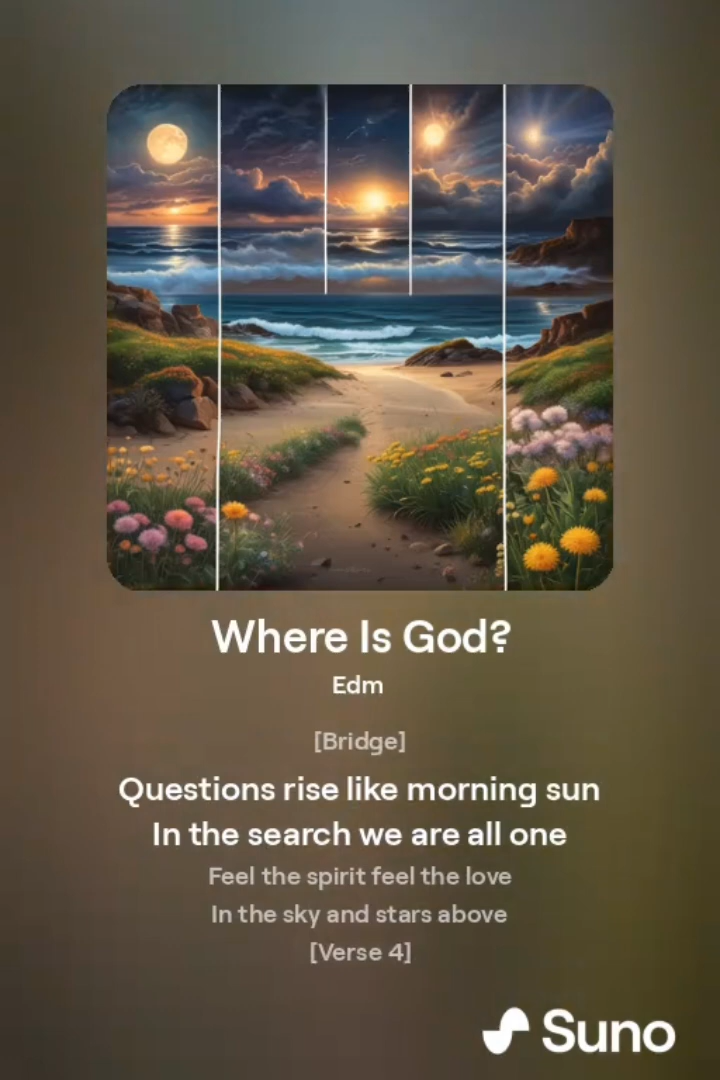 Where Is God?
Edm
[Bridge]
Questions rise like morning sun
In the search we are all one
Feel the spirit feel the love
In the sky and stars above
[Verse 4]
Suno